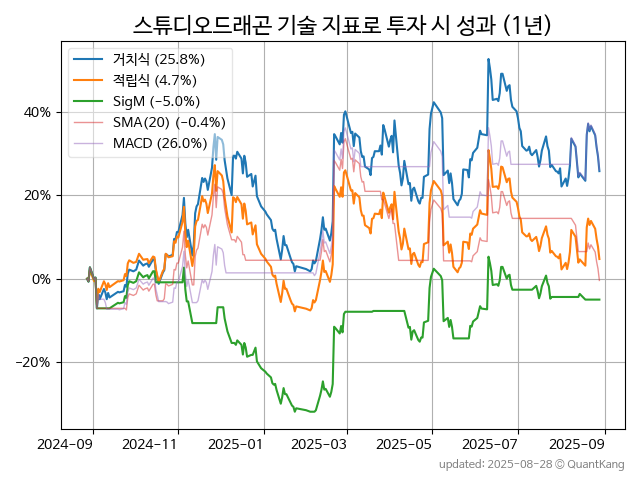 스튜디오드래곤 기술 지표로 투자 시 성과 (1년)
거치식 (25.8%)
적립식 (4.7%)
SigM (−5.0%)
SMA(20) (−0.4%)
MACD (26.0%)
40%
20%
0%
−20%
2024-09 2024-11 2025-01 2025-03 2025-05 2025-07 2025-09
updated: 2025-08-28 © QuantKang